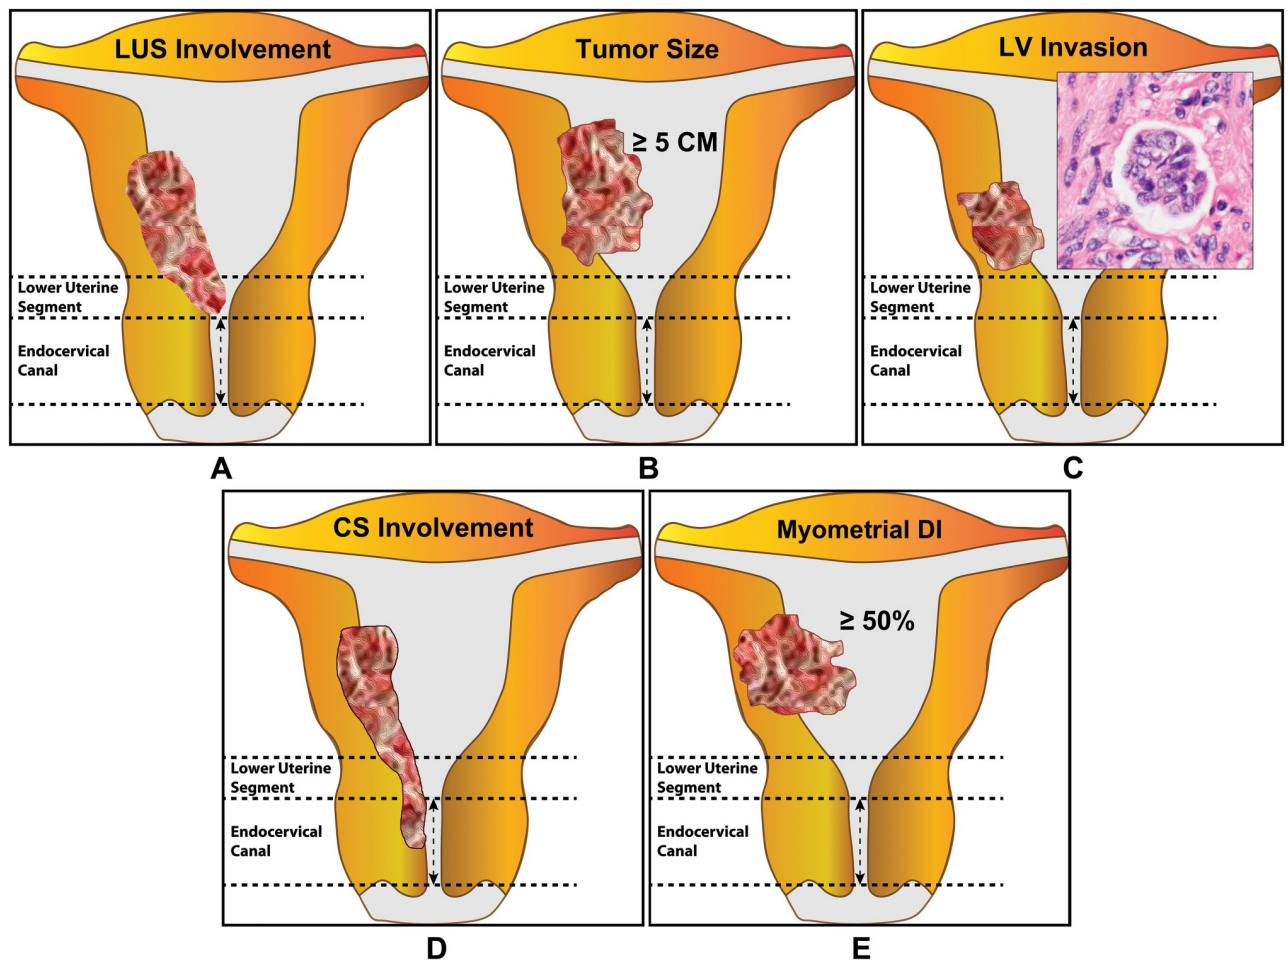 LUS Involvement
Lower Uterine
Segment
Endocervical
Canal
A
Tumor Size
≥ 5 CM
Lower Uterine
Segment
Endocervical
Canal
B
LV Invasion
Lower Uterine
Segment
Endocervical
Canal
C
CS Involvement
Lower Uterine
Segment
Endocervical
Canal
D
Myometrial DI
≥ 50%
Lower Uterine
Segment
Endocervical
Canal
E